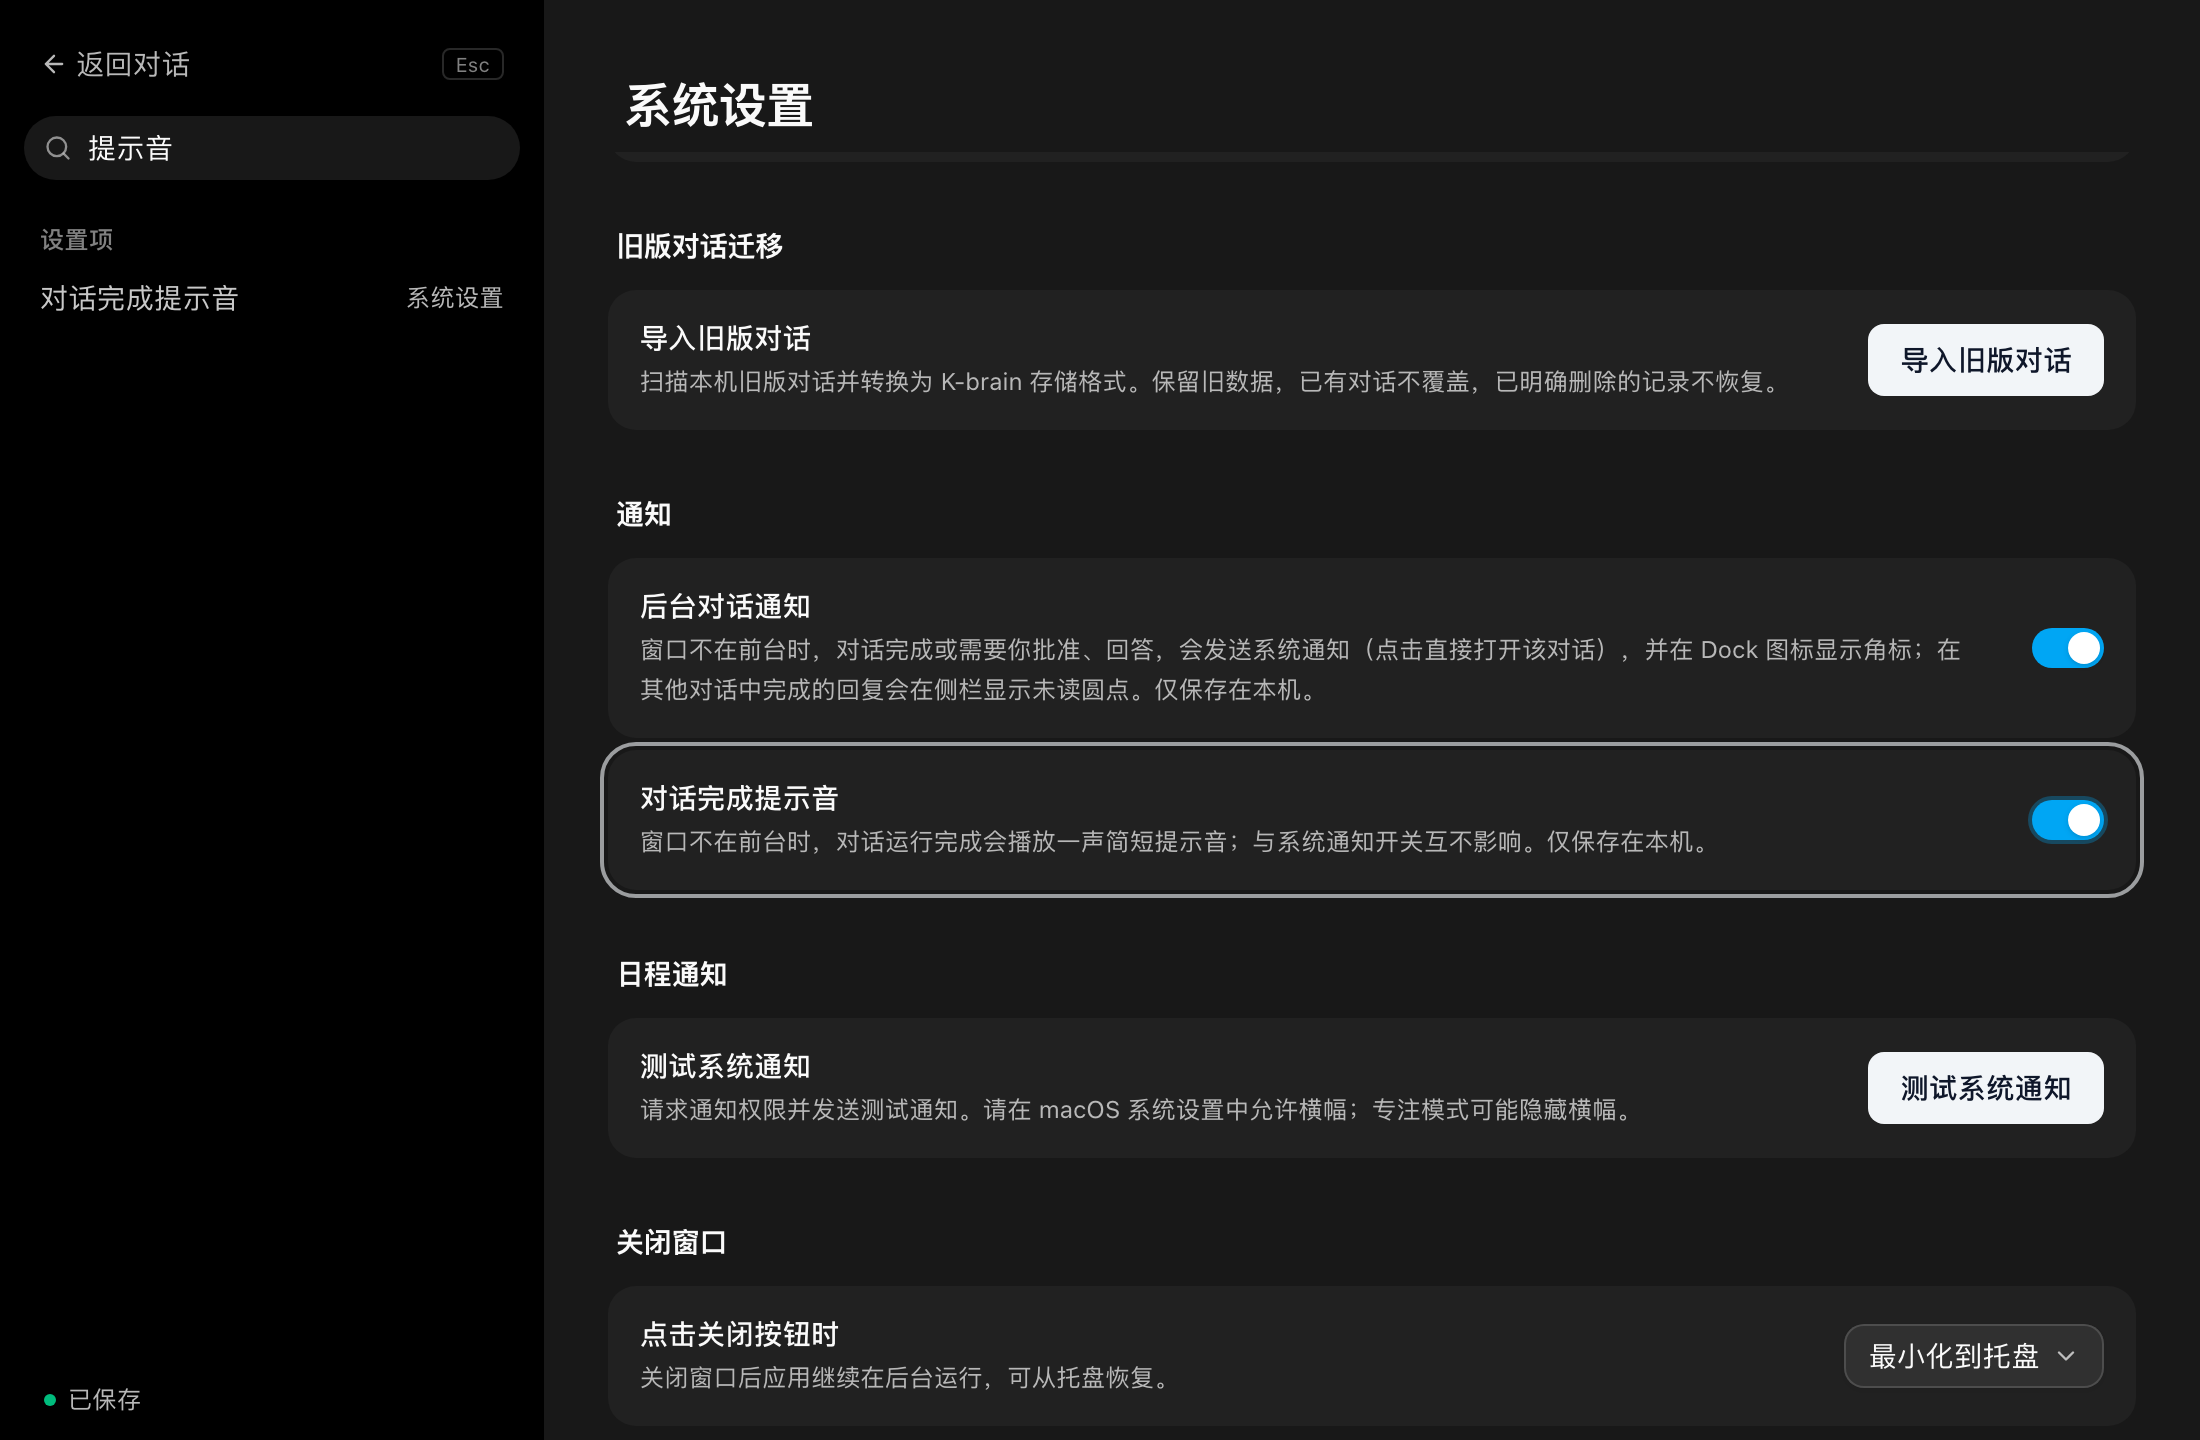 返回对话
Esc
提示音
设置项
对话完成提示音
系统设置
已保存
系统设置
旧版对话迁移
导入旧版对话
扫描本机旧版对话并转换为 K-brain 存储格式。保留旧数据，已有对话不覆盖，已明确删除的记录不恢复。
导入旧版对话
通知
后台对话通知
窗口不在前台时，对话完成或需要你批准、回答，会发送系统通知（点击直接打开该对话），并在 Dock 图标显示角标；在
其他对话中完成的回复会在侧栏显示未读圆点。仅保存在本机。
对话完成提示音
窗口不在前台时，对话运行完成会播放一声简短提示音；与系统通知开关互不影响。仅保存在本机。
日程通知
测试系统通知
请求通知权限并发送测试通知。请在 macOS 系统设置中允许横幅；专注模式可能隐藏横幅。
测试系统通知
关闭窗口
点击关闭按钮时
关闭窗口后应用继续在后台运行，可从托盘恢复。
最小化到托盘